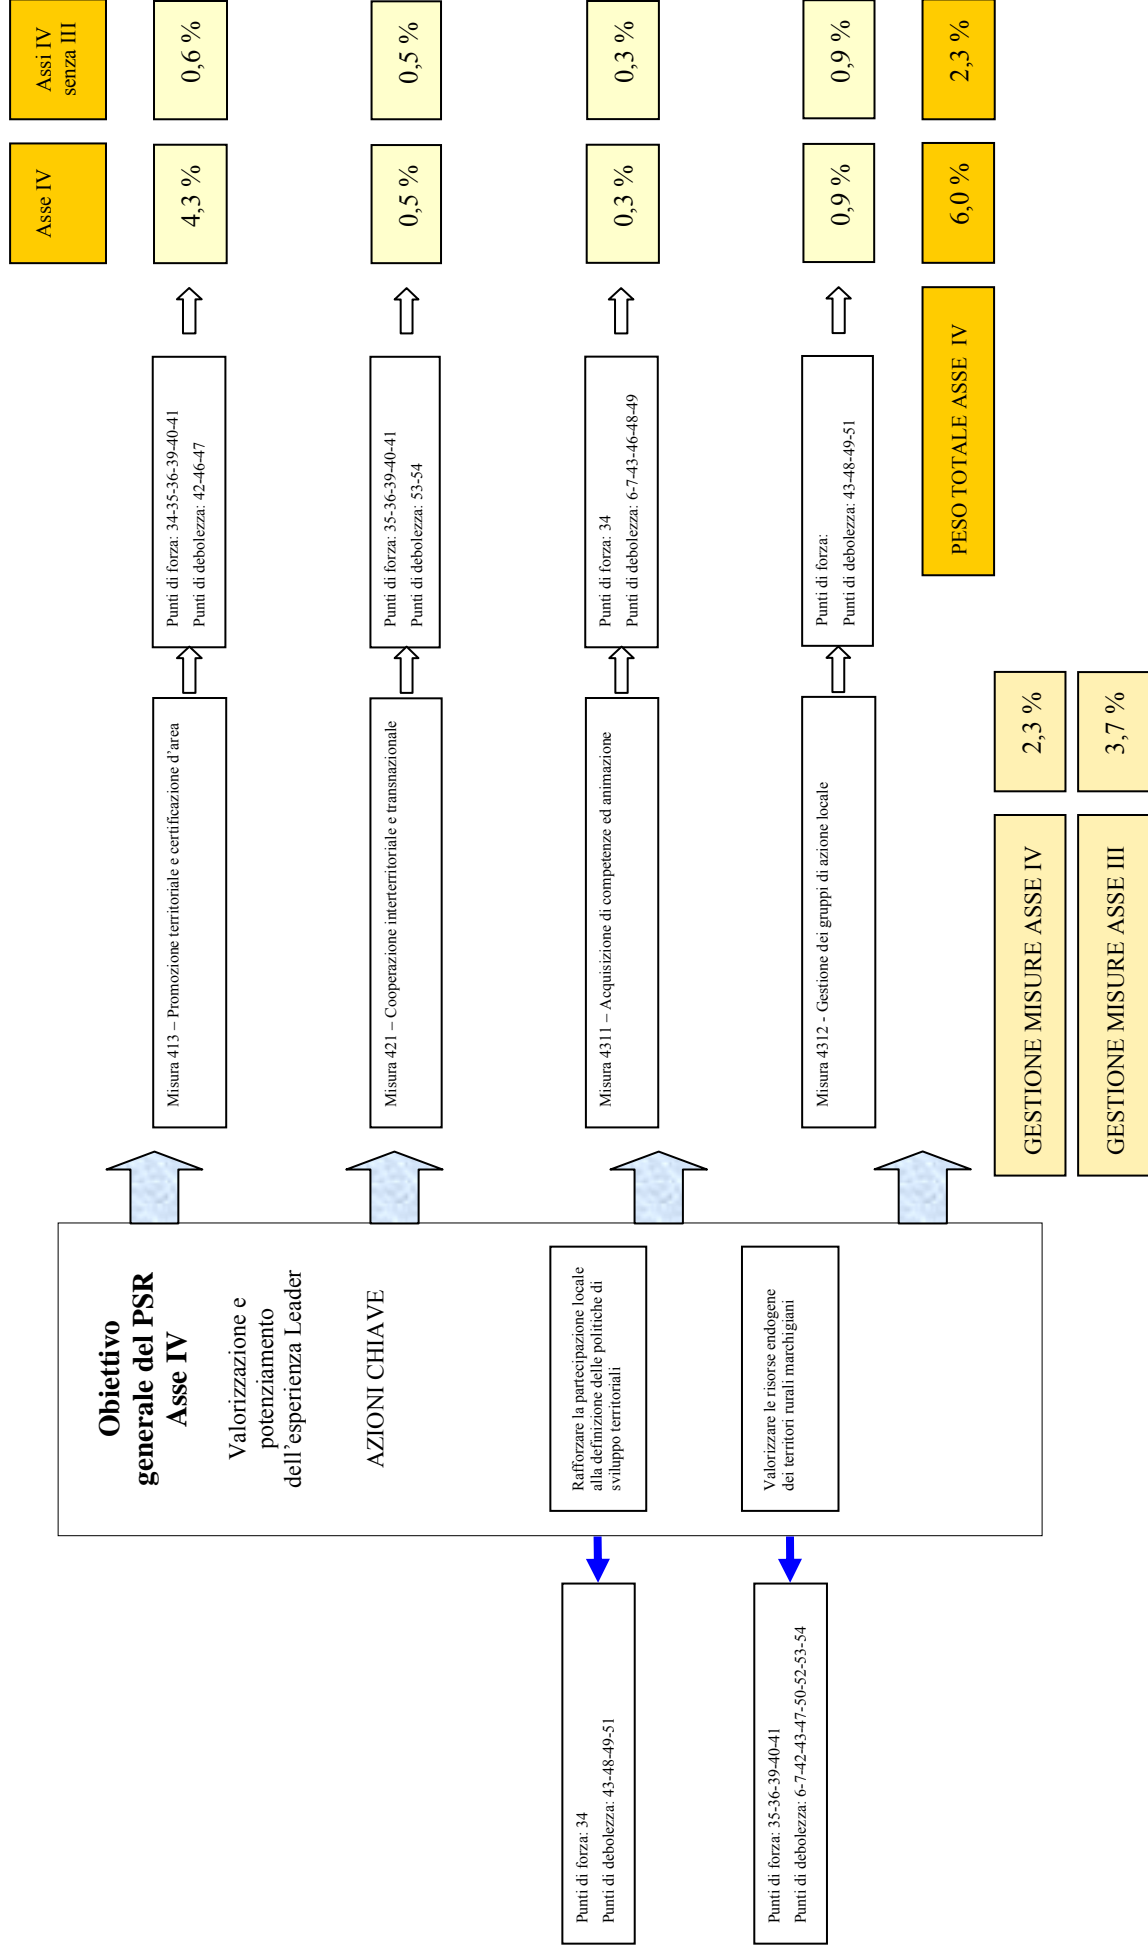 Asse IV
Assi IV
senza III
Obiettivo
generale del PSR
Asse IV
Valorizzazione e
potenziamento
dell'esperienza Leader
AZIONI CHIAVE
Rafforzare la partecipazione locale
alla definizione delle politiche di
sviluppo territoriali
Valorizzare le risorse endogene
dei territori rurali marchigiani
Punti di forza: 34
Punti di debolezza: 43-48-49-51
Punti di forza: 35-36-39-40-41
Punti di debolezza: 6-7-42-43-47-50-52-53-54
Misura 413 – Promozione territoriale e certificazione d'area
Punti di forza: 34-35-36-39-40-41
Punti di debolezza: 42-46-47
4,3 %
0,6 %
Misura 421 – Cooperazione interterritoriale e transnazionale
Punti di forza: 35-36-39-40-41
Punti di debolezza: 53-54
0,5 %
0,5 %
Misura 4311 – Acquisizione di competenze ed animazione
Punti di forza: 34
Punti di debolezza: 6-7-43-46-48-49
0,3 %
0,3 %
Misura 4312 - Gestione dei gruppi di azione locale
Punti di forza:
Punti di debolezza: 43-48-49-51
0,9 %
0,9 %
PESO TOTALE ASSE IV
6,0 %
2,3 %
GESTIONE MISURE ASSE IV
2,3 %
GESTIONE MISURE ASSE III
3,7 %